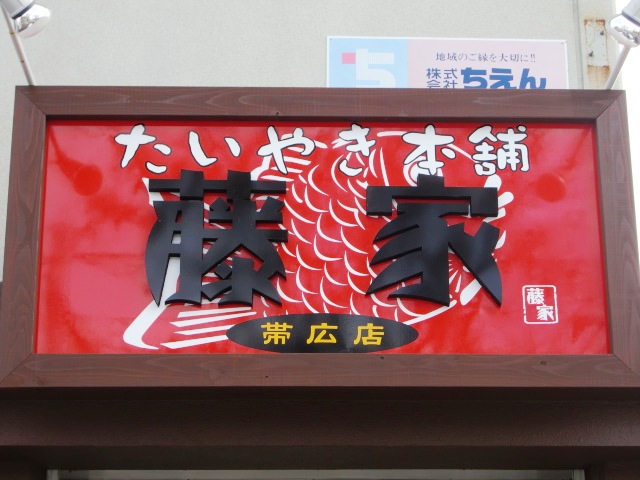 地域のご縁を大切に!!
株式会社 ちえん
たいやき本舗
藤家
帯広店
藤家